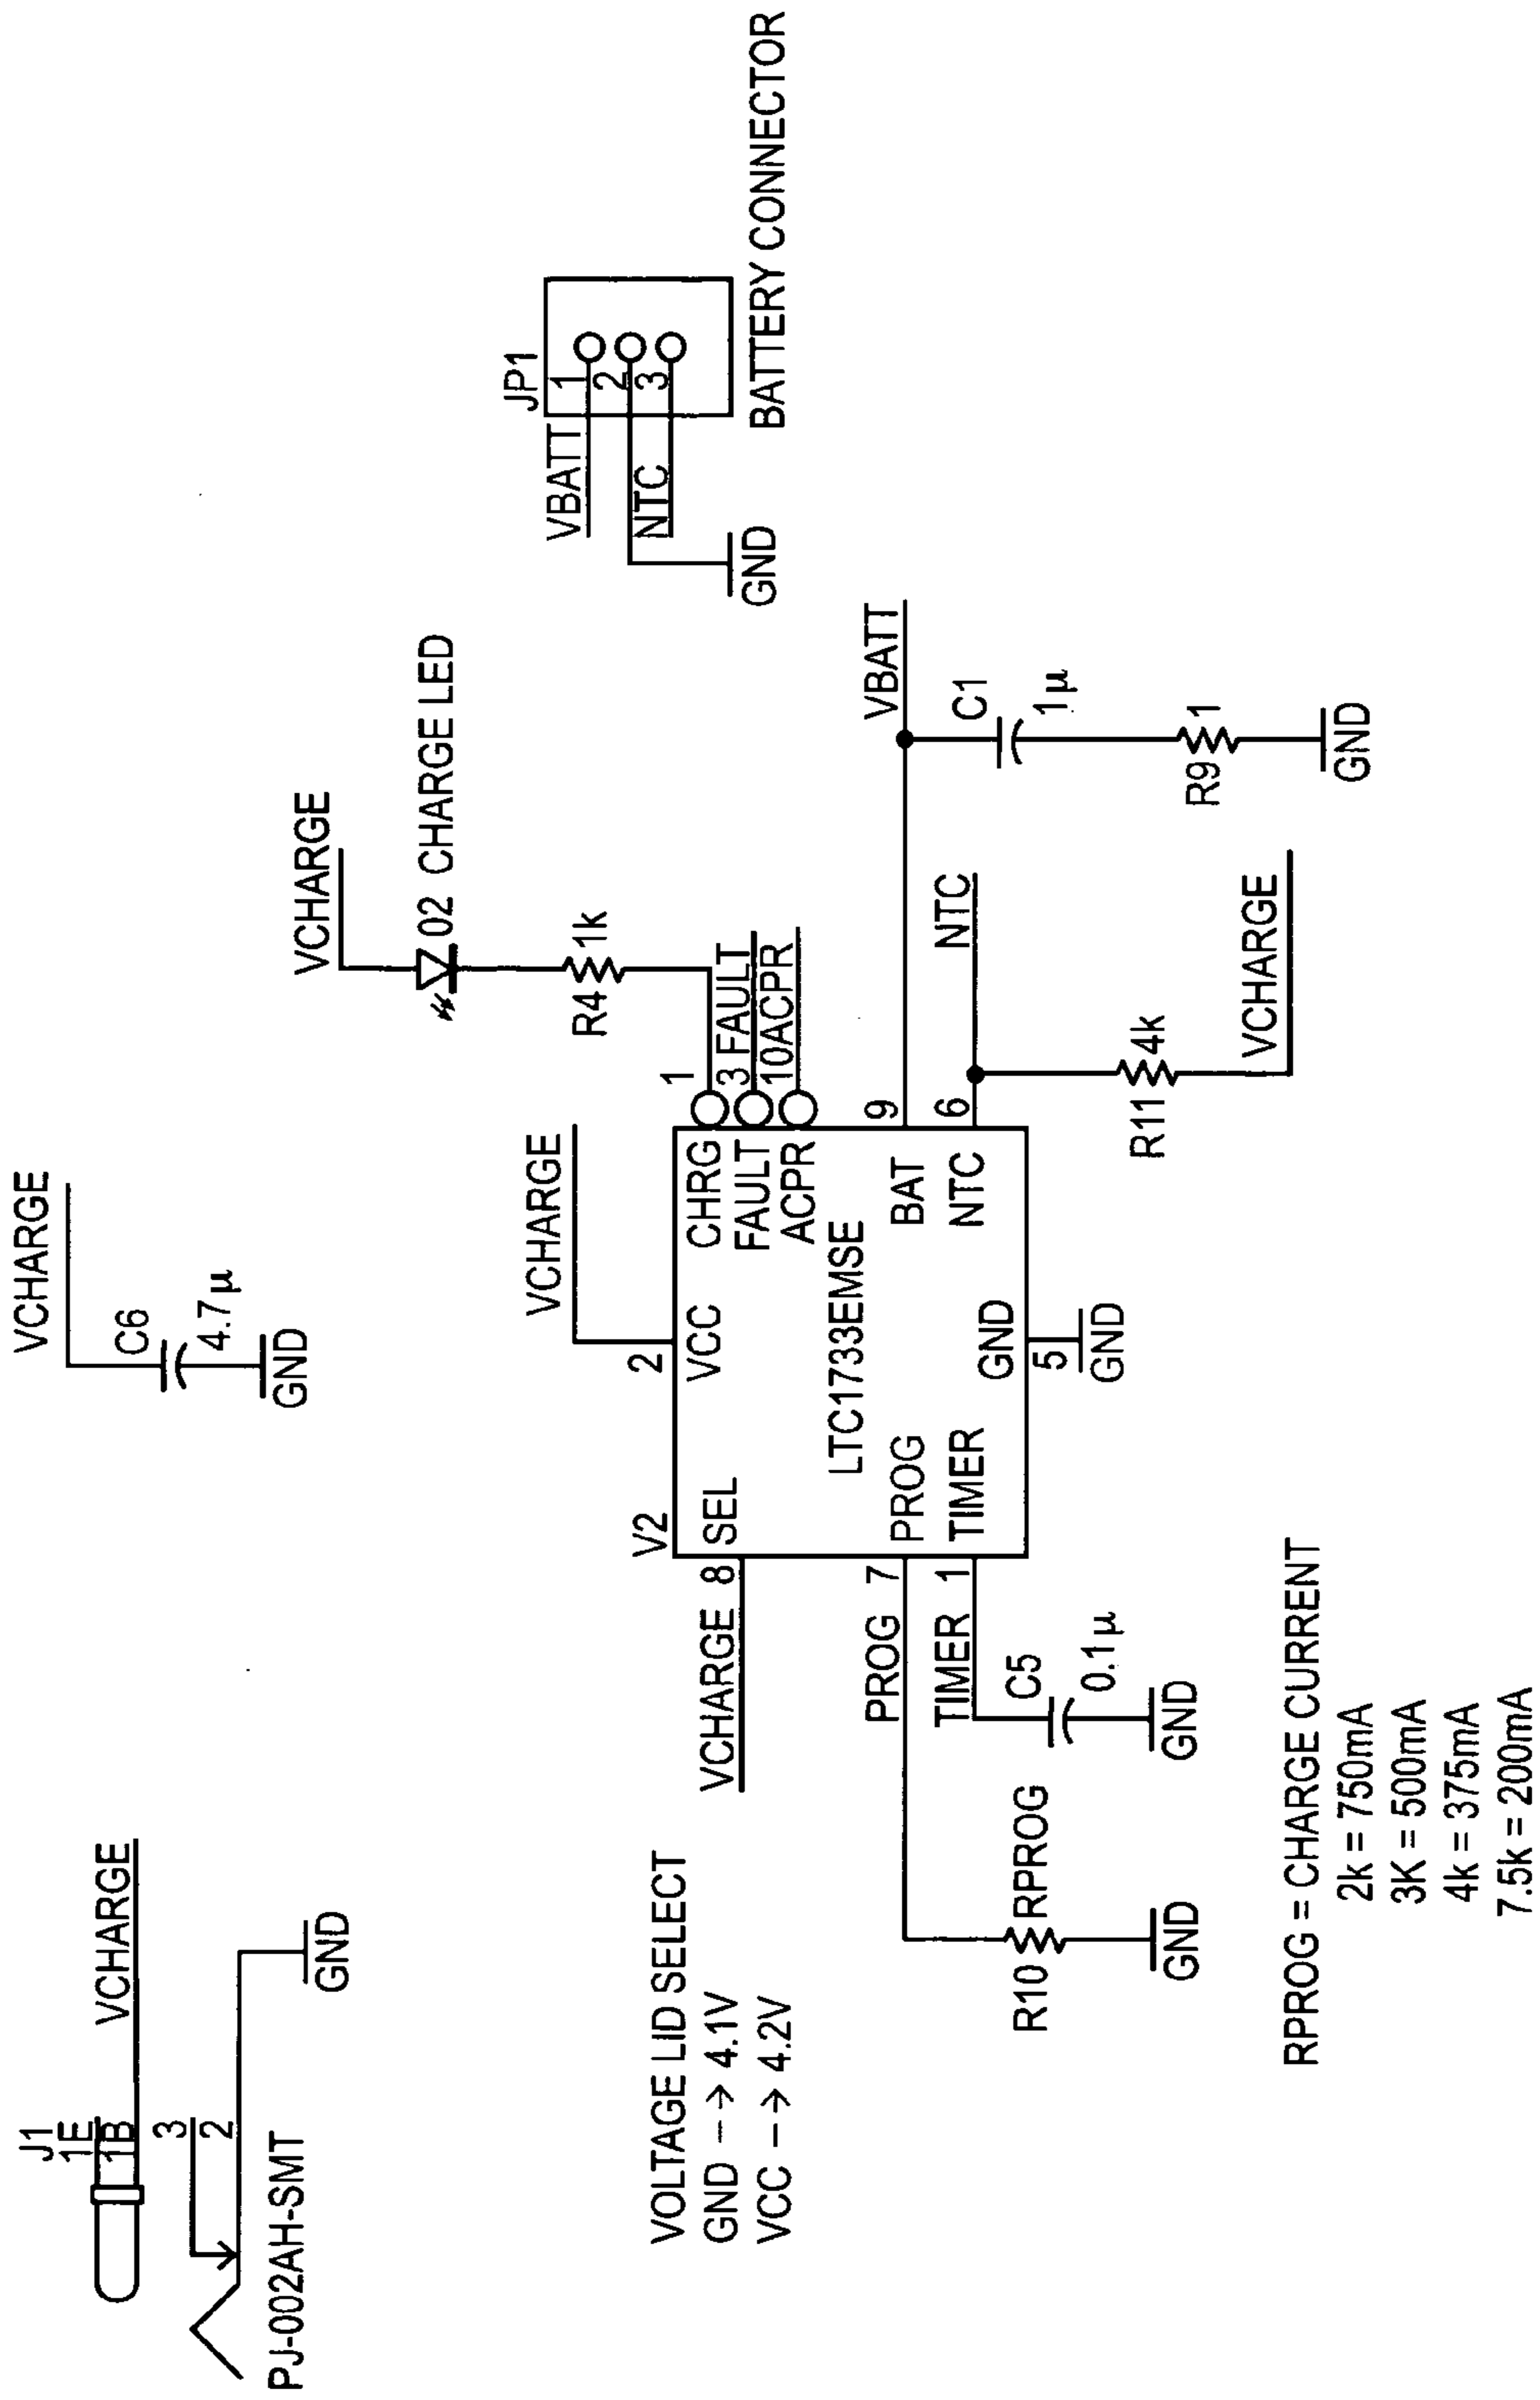 J1
1E
1B
VCHARGE
3
2
GND
PJ-002AH-SMT
VCHARGE
C6
4.7μ
GND
VCHARGE
02 CHARGE LED
R4 1k
JP1
VBATT
1
2
NTC
3
GND
BATTERY CONNECTOR
VOLTAGE LID SELECT
GND --> 4.1V
VCC --> 4.2V
VCHARGE
V2
VCHARGE 8
SEL
2
VCC
CHRG
1
FAULT
3 FAULT
ACPR
10ACPR
LTC1733EMSE
PROG 7
PROG
BAT
9
VBATT
TIMER 1
TIMER
GND
NTC
6
NTC
5
GND
C5
0.1μ
GND
R10 RPROG
GND
C1
1μ
R9 1
GND
R11 4k
VCHARGE
RPROG = CHARGE CURRENT
2k = 750mA
3K = 500mA
4k = 375mA
7.5k = 200mA